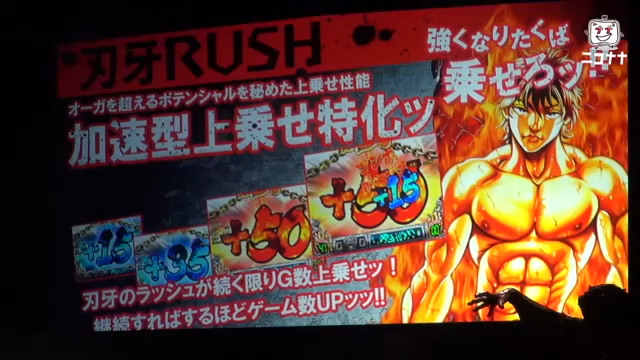 刃牙RUSH
強くなりたくば
乗せろッ!!
オーガを超えるポテンシャルを秘めた上乗せ性能
加速型上乗せ特化ッ
+15
+35
+50
刃牙のラッシュが続く限りG数上乗せッ!
継続すればするほどゲーム数UPッッ!!
ニコナナ